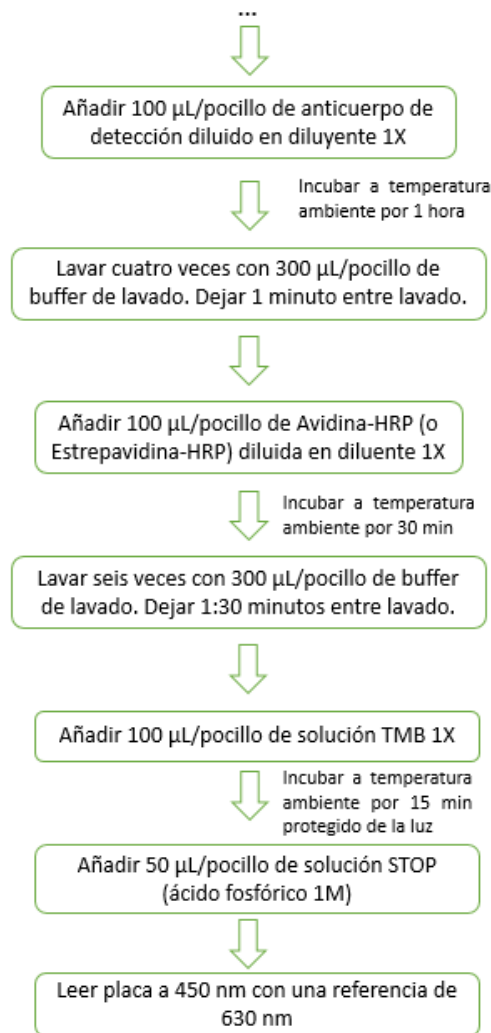 ...
Añadir 100 µL/pocillo de anticuerpo de
detección diluido en diluyente 1X
Incubar a temperatura
ambiente por 1 hora
Lavar cuatro veces con 300 µL/pocillo de
buffer de lavado. Dejar 1 minuto entre lavado.
Añadir 100 µL/pocillo de Avidina-HRP (o
Estrepavidina-HRP) diluida en diluente 1X
Incubar a temperatura
ambiente por 30 min
Lavar seis veces con 300 µL/pocillo de buffer
de lavado. Dejar 1:30 minutos entre lavado.
Añadir 100 µL/pocillo de solución TMB 1X
Incubar a temperatura
ambiente por 15 min
protegido de la luz
Añadir 50 µL/pocillo de solución STOP
(ácido fosfórico 1M)
Leer placa a 450 nm con una referencia de
630 nm